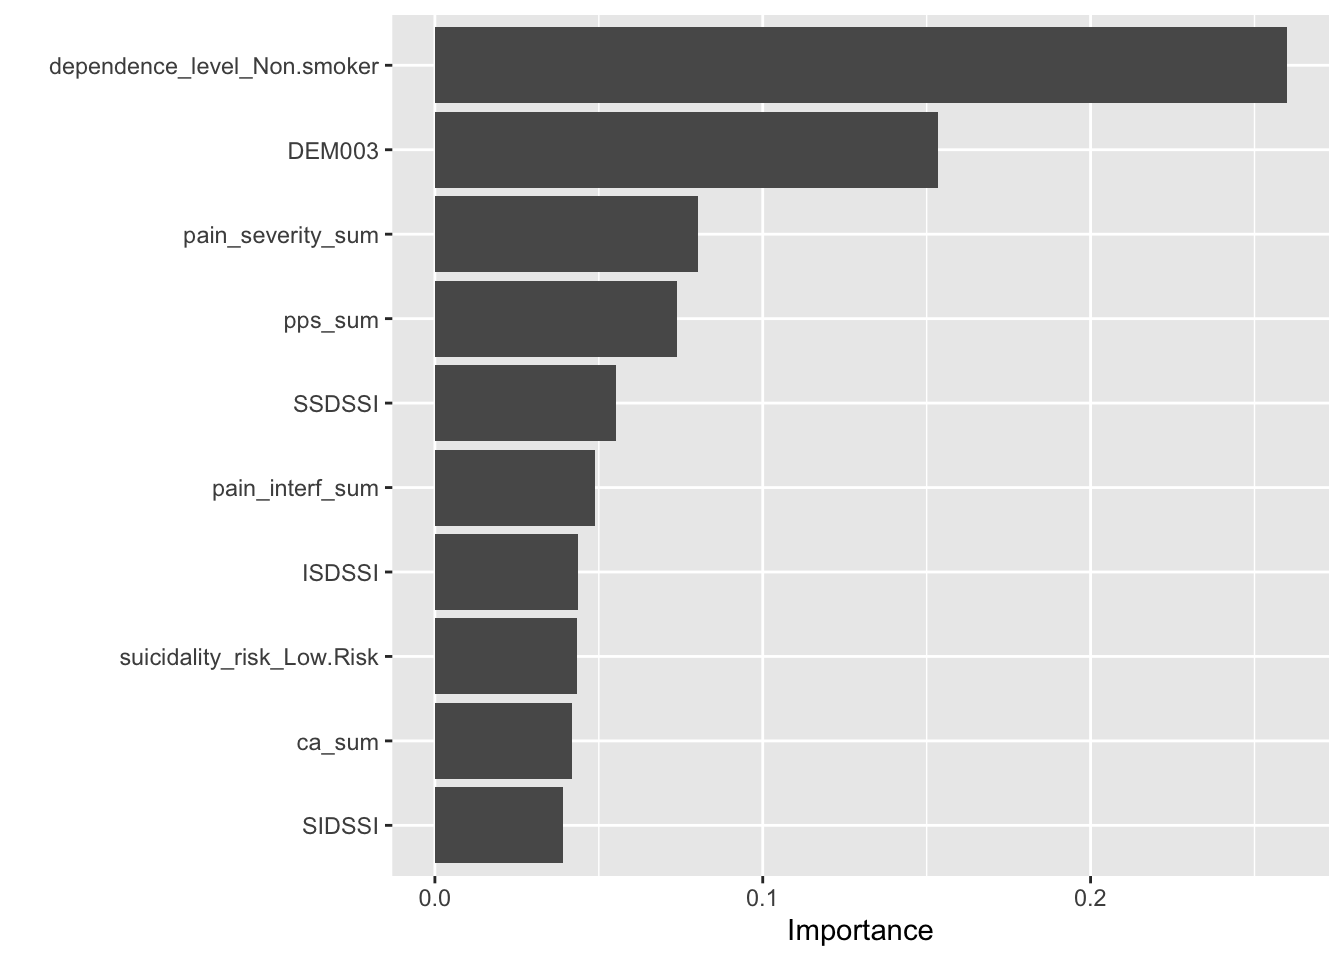 dependence_level_Non.smoker
DEM003
pain_severity_sum
pps_sum
SSDSSI
pain_interf_sum
ISDSSI
suicidality_risk_Low.Risk
ca_sum
SIDSSI
0.0 0.1 0.2
Importance